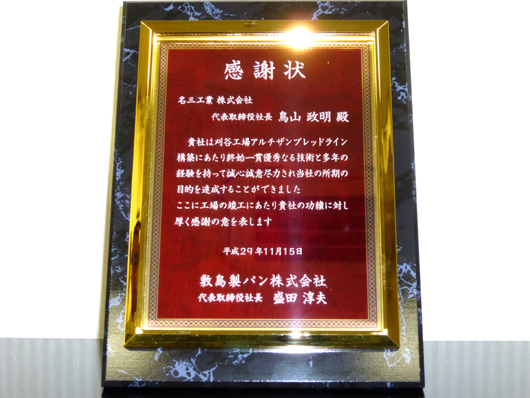 感謝状
名三工業 株式会社
代表取締役社長 鳥山 政明 殿
貴社は刈谷工場アルチザンブレッドライン
構築にあたり終始一貫優秀なる技術と多年の
経験を持って誠心誠意尽力され当社の所期の
目的を達成することができました
ここに工場の竣工にあたり貴社の功績に対し
厚く感謝の意を表します
平成29年11月15日
敷島製パン株式会社
代表取締役社長 盛田 淳夫